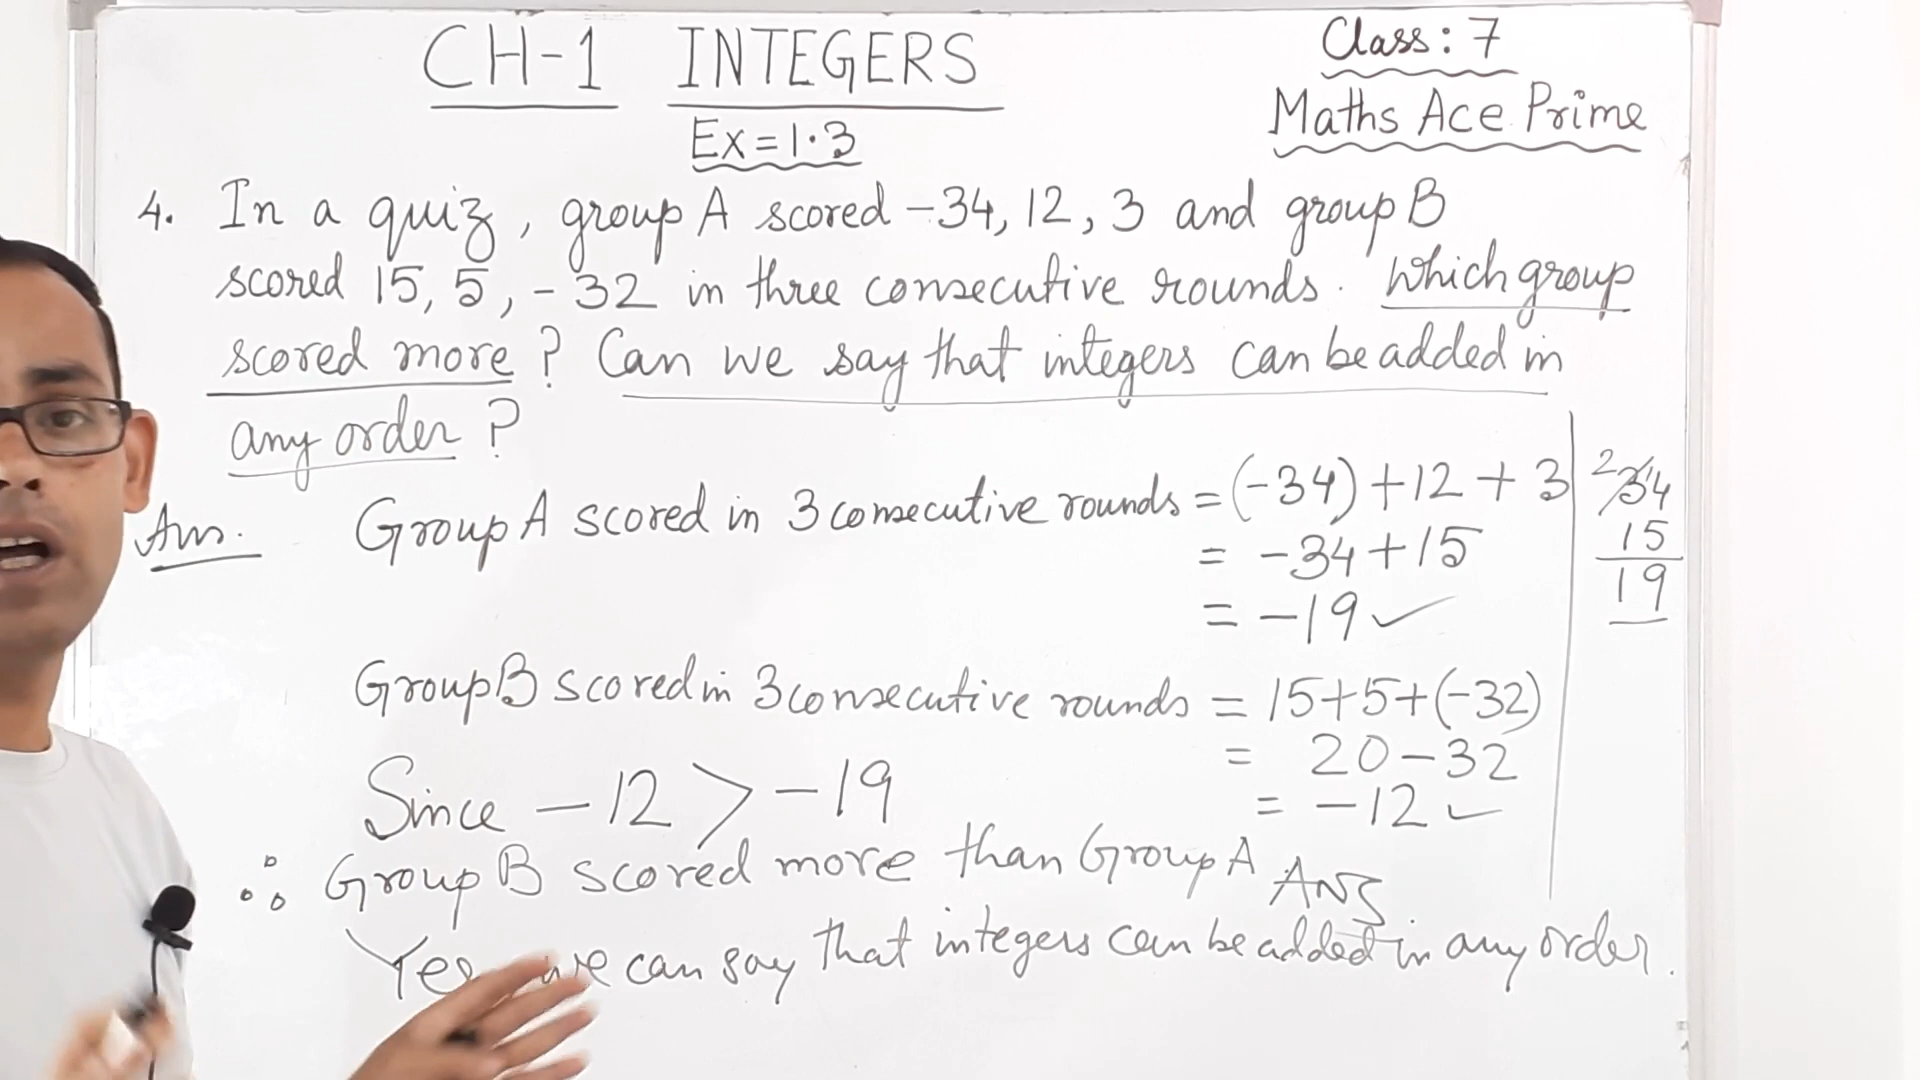 CH-1 INTEGERS
Class: 7
Maths Ace Prime
Ex=1.3
4. In a quiz, group A scored -34, 12, 3 and group B
scored 15, 5, -32 in three consecutive rounds. Which group
scored more? Can we say that integers can be added in
any order?
Ans. Group A scored in 3 consecutive rounds = (-34) + 12 + 3
= -34+15
= -19 ✓
2 34
15
19
Group B scored in 3 consecutive rounds = 15+5+(-32)
= 20-32
= -12 ✓
Since -12 > -19
∴ Group B scored more than Group A Ans
Yes we can say that integers can be added in any order.